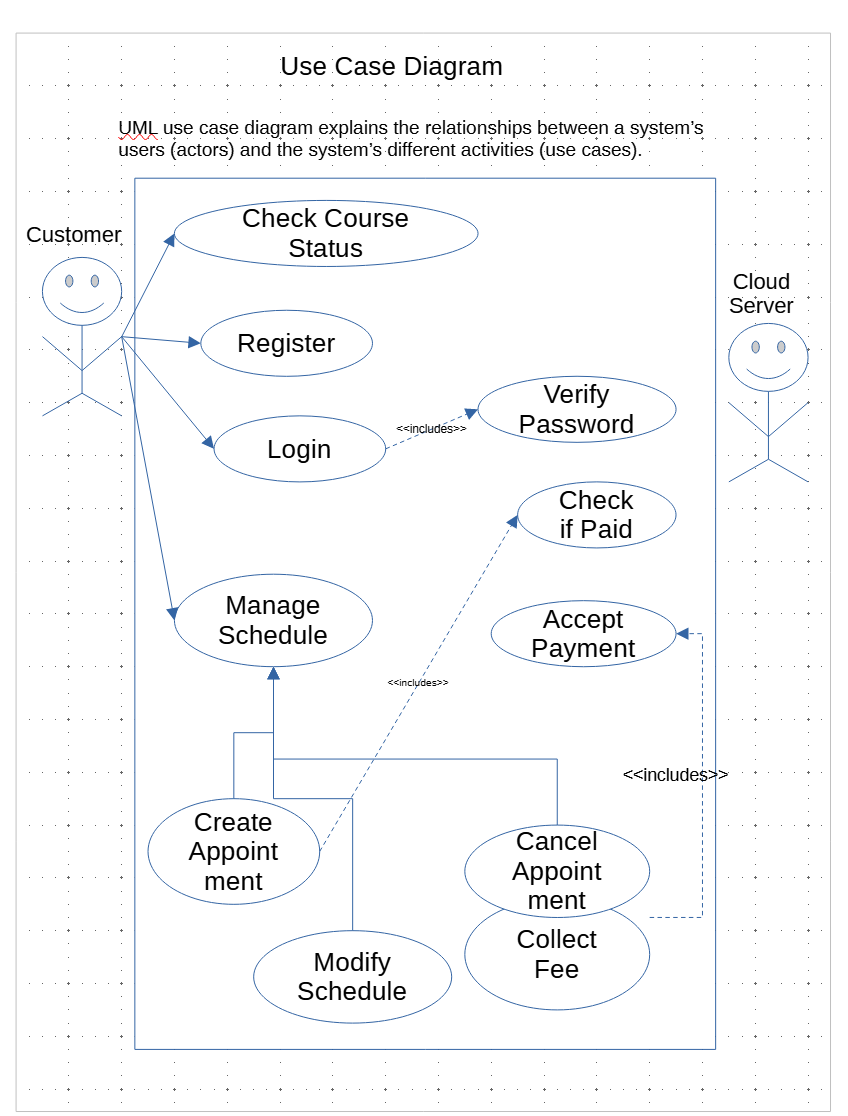 Use Case Diagram
UML use case diagram explains the relationships between a system's
users (actors) and the system's different activities (use cases).
Customer
Check Course
Status
Cloud
Server
Register
Verify
Password
<<includes>>
Login
Check
if Paid
Manage
Schedule
Accept
Payment
<<includes>>
<<includes>>
Create
Appoint
ment
Cancel
Appoint
ment
Collect
Fee
Modify
Schedule